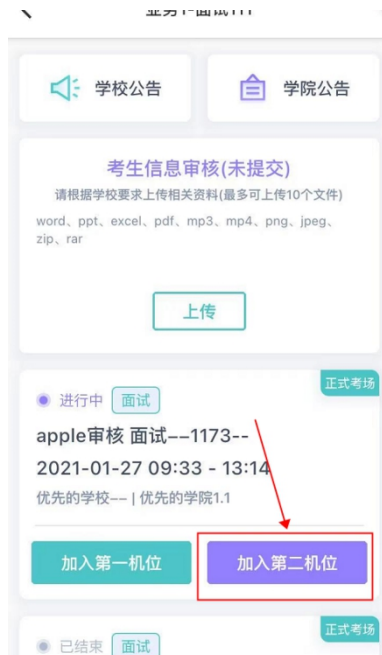 学校公告
学院公告
考生信息审核(未提交)
请根据学校要求上传相关资料(最多可上传10个文件)
word、ppt、excel、pdf、mp3、mp4、png、jpeg、
zip、rar
上传
正式考场
进行中 面试
apple审核 面试--1173--
2021-01-27 09:33 - 13:14
优先的学校-- | 优先的学院1.1
加入第一机位
加入第二机位
正式考场
已结束 面试